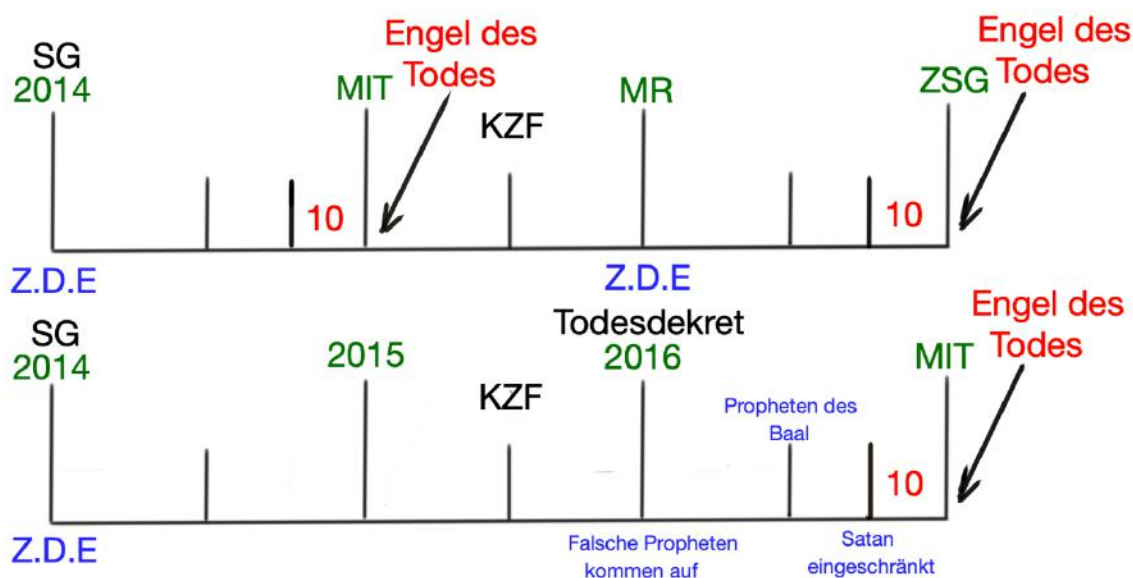 SG
2014
MIT
Engel des
Todes
KZF
MR
ZSG
Engel des
Todes
10
10
Z.D.E
Z.D.E
SG
2014
2015
KZF
Todesdekret
2016
Propheten des
Baal
MIT
Engel des
Todes
10
Z.D.E
Falsche Propheten
kommen auf
Satan
eingeschränkt